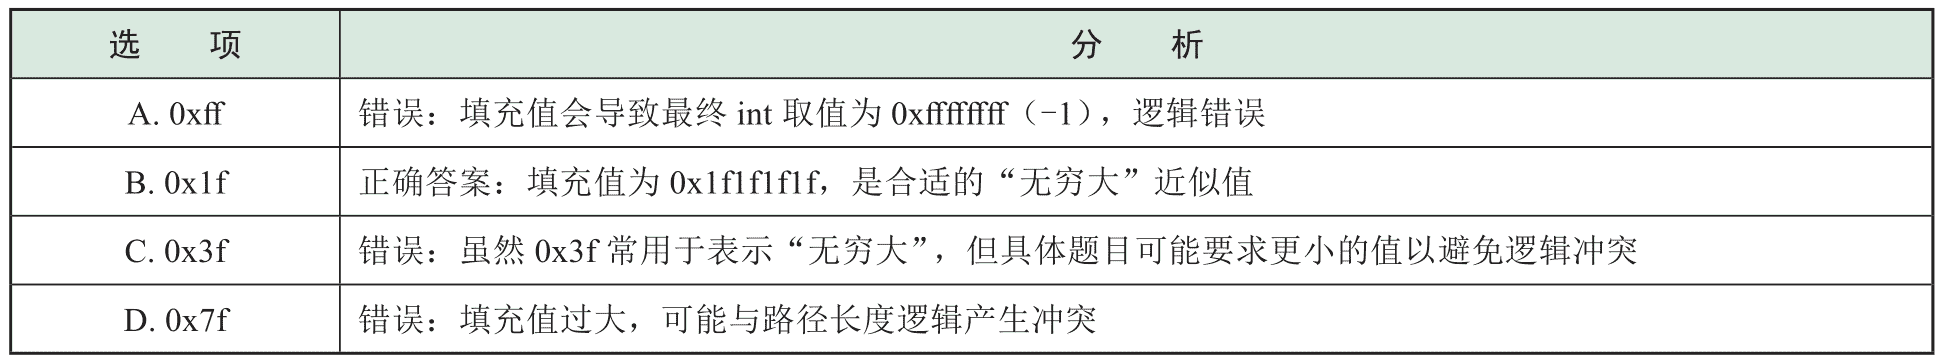 选 项 分 析
A. 0xff 错误：填充值会导致最终 int 取值为 0xffffffff（-1），逻辑错误
B. 0x1f 正确答案：填充值为 0x1f1f1f1f，是合适的“无穷大”近似值
C. 0x3f 错误：虽然 0x3f 常用于表示“无穷大”，但具体题目可能要求更小的值以避免逻辑冲突
D. 0x7f 错误：填充值过大，可能与路径长度逻辑产生冲突